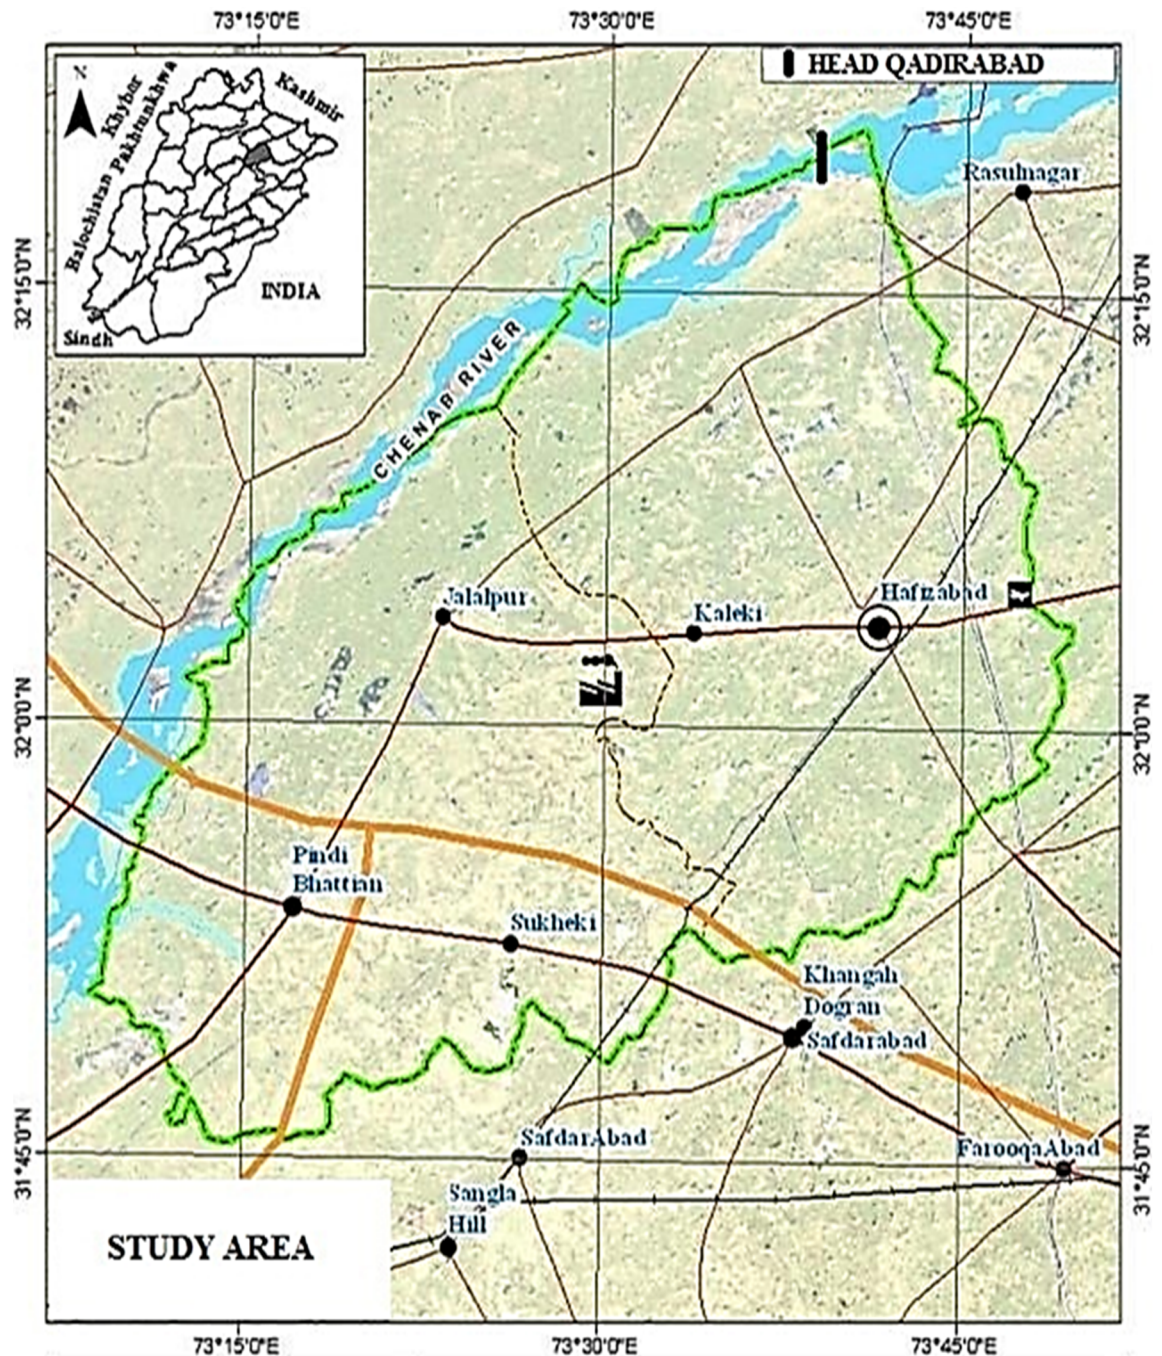 73°15'0"E
73°30'0"E
73°45'0"E
HEAD QADIRABAD
N
Khyber
Pakhtunkhwa
Kashmir
Balochistan
INDIA
Sindh
32°15'0"N
32°15'0"N
Rasulnagar
CHENAB RIVER
Jalalpur
Kaleki
Hafizabad
32°0'0"N
32°0'0"N
Pindi
Bhattian
Sukheki
Khangah
Dogran
Safdarabad
SafdarAbad
FarooqaAbad
31°45'0"N
31°45'0"N
Sangla
Hill
STUDY AREA
73°15'0"E
73°30'0"E
73°45'0"E